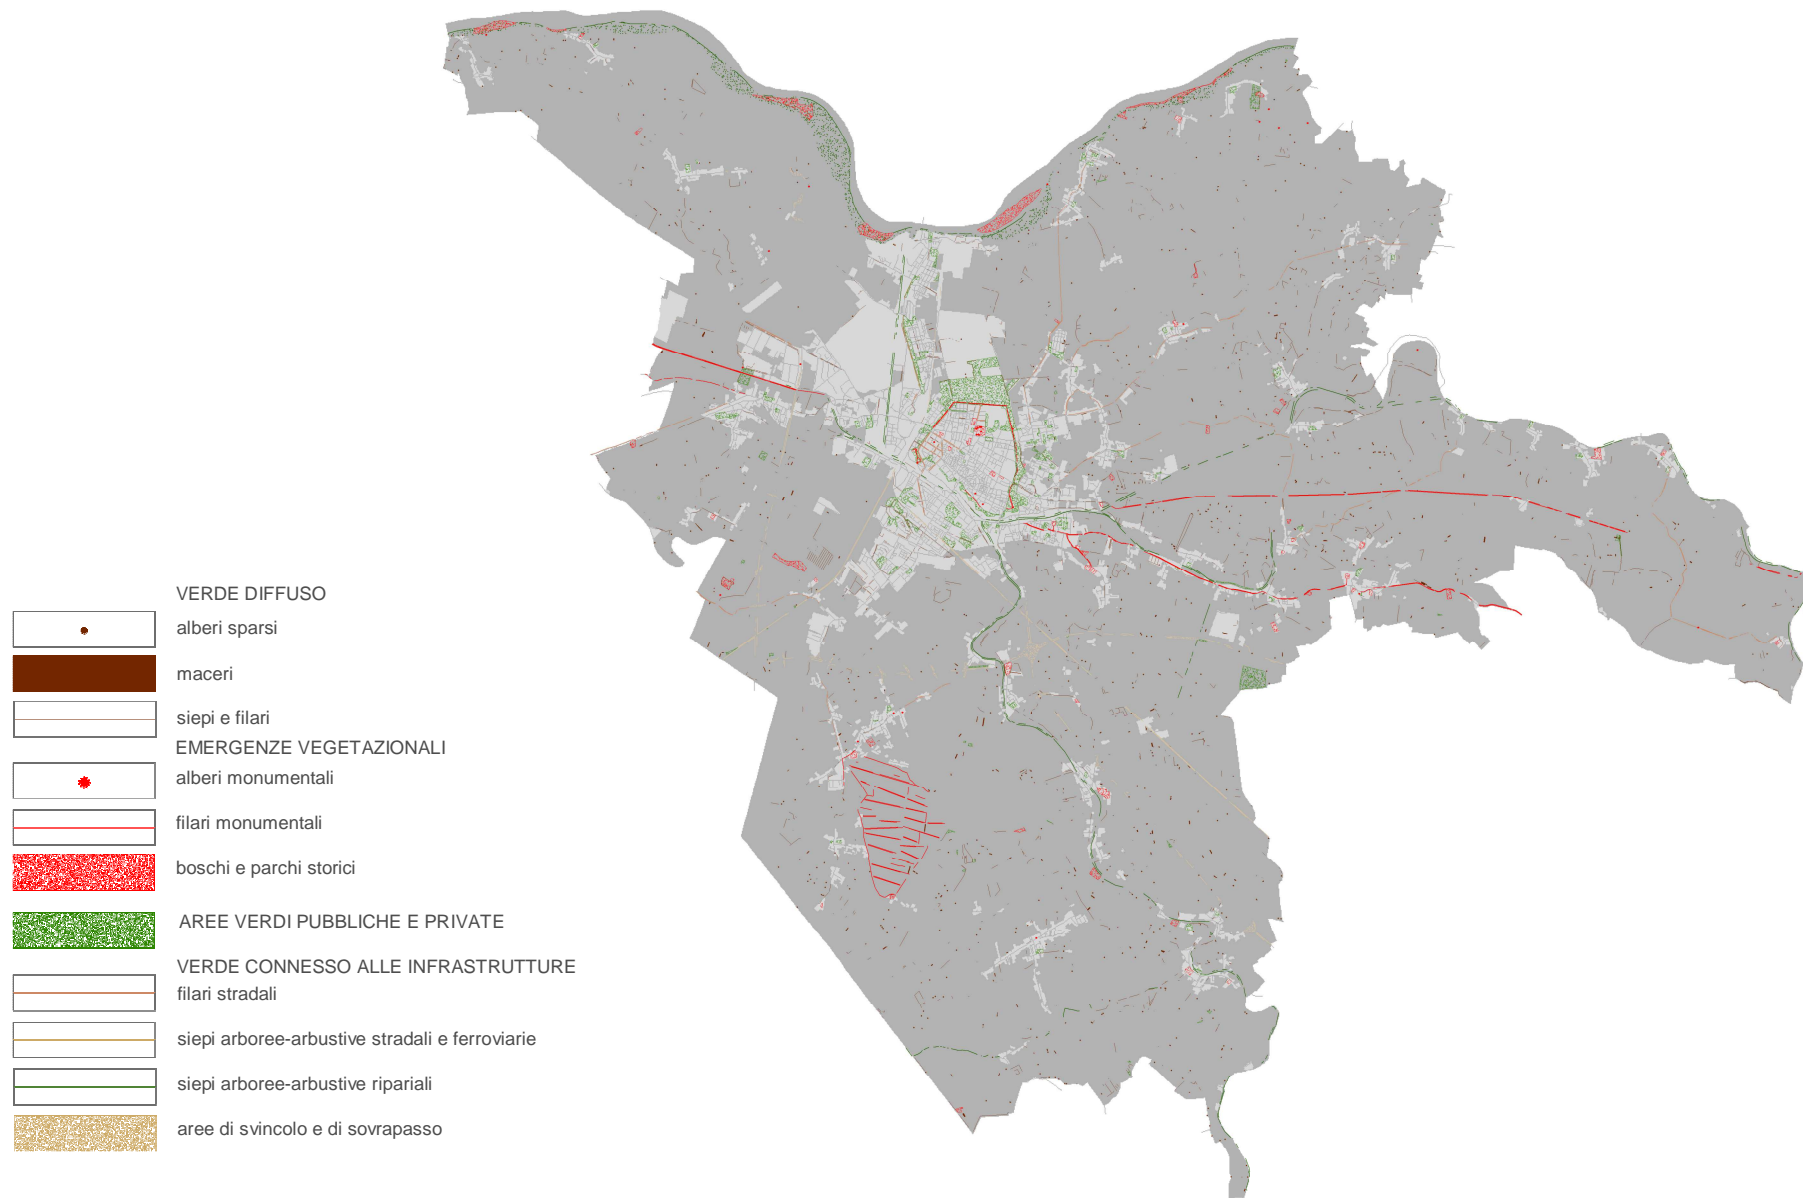 VERDE DIFFUSO
alberi sparsi
maceri
siepi e filari
EMERGENZE VEGETAZIONALI
alberi monumentali
filari monumentali
boschi e parchi storici
AREE VERDI PUBBLICHE E PRIVATE
VERDE CONNESSO ALLE INFRASTRUTTURE
filari stradali
siepi arboree-arbustive stradali e ferroviarie
siepi arboree-arbustive ripariali
aree di svincolo e di sovrapasso